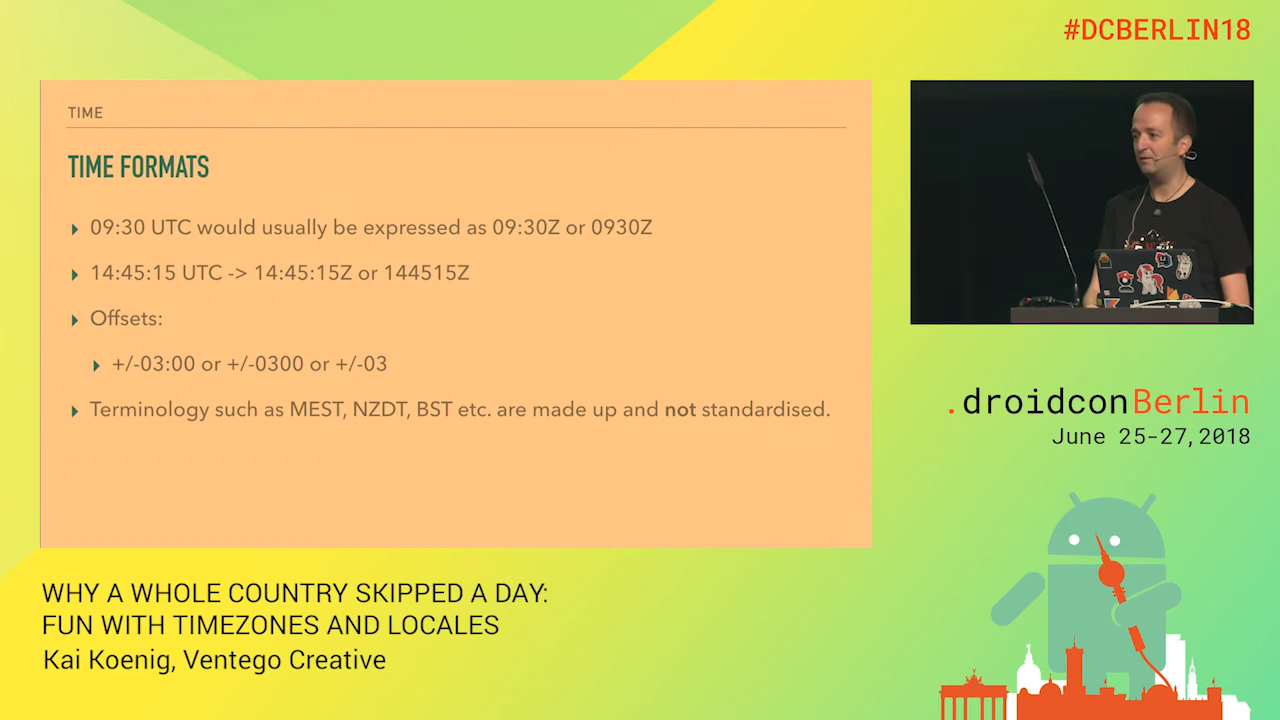 #DCBERLIN18
TIME
TIME FORMATS
09:30 UTC would usually be expressed as 09:30Z or 0930Z
14:45:15 UTC -> 14:45:15Z or 144515Z
Offsets:
+/-03:00 or +/-0300 or +/-03
Terminology such as MEST, NZDT, BST etc. are made up and not standardised.
.droidconBerlin
June 25-27,2018
WHY A WHOLE COUNTRY SKIPPED A DAY:
FUN WITH TIMEZONES AND LOCALES
Kai Koenig, Ventego Creative